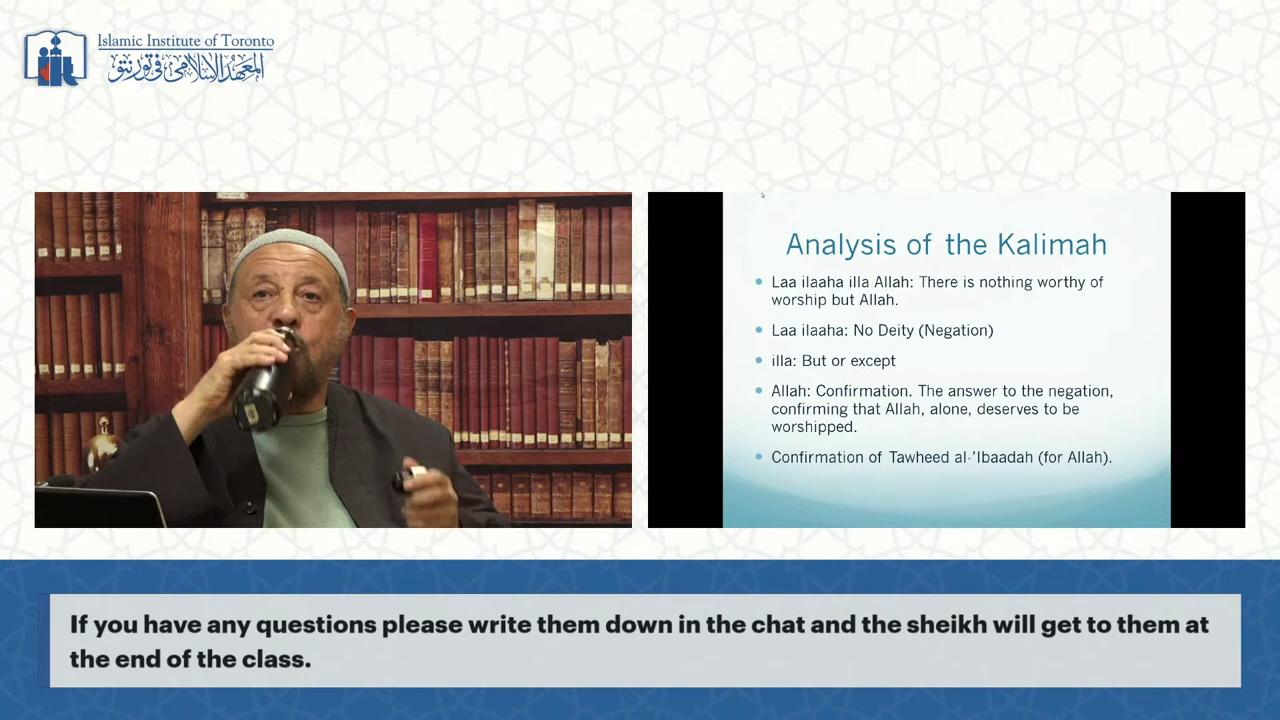 Islamic Institute of Toronto
المعهد الإسلامي في تورنتو
Analysis of the Kalimah
Laa ilaaha illa Allah: There is nothing worthy of
worship but Allah.
Laa ilaaha: No Deity (Negation)
illa: But or except
Allah: Confirmation. The answer to the negation,
confirming that Allah, alone, deserves to be
worshipped.
Confirmation of Tawheed al-'Ibaadah (for Allah).
If you have any questions please write them down in the chat and the sheikh will get to them at
the end of the class.